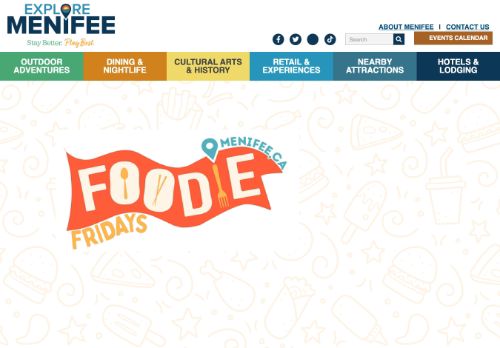 EXPLORE
MENIFEE
Stay Better. Play Best.
ABOUT MENIFEE | CONTACT US
Search
EVENTS CALENDAR
OUTDOOR
ADVENTURES
DINING &
NIGHTLIFE
CULTURAL ARTS
& HISTORY
RETAIL &
EXPERIENCES
NEARBY
ATTRACTIONS
HOTELS &
LODGING
MENIFEE.CA
FOODIE
FRIDAYS